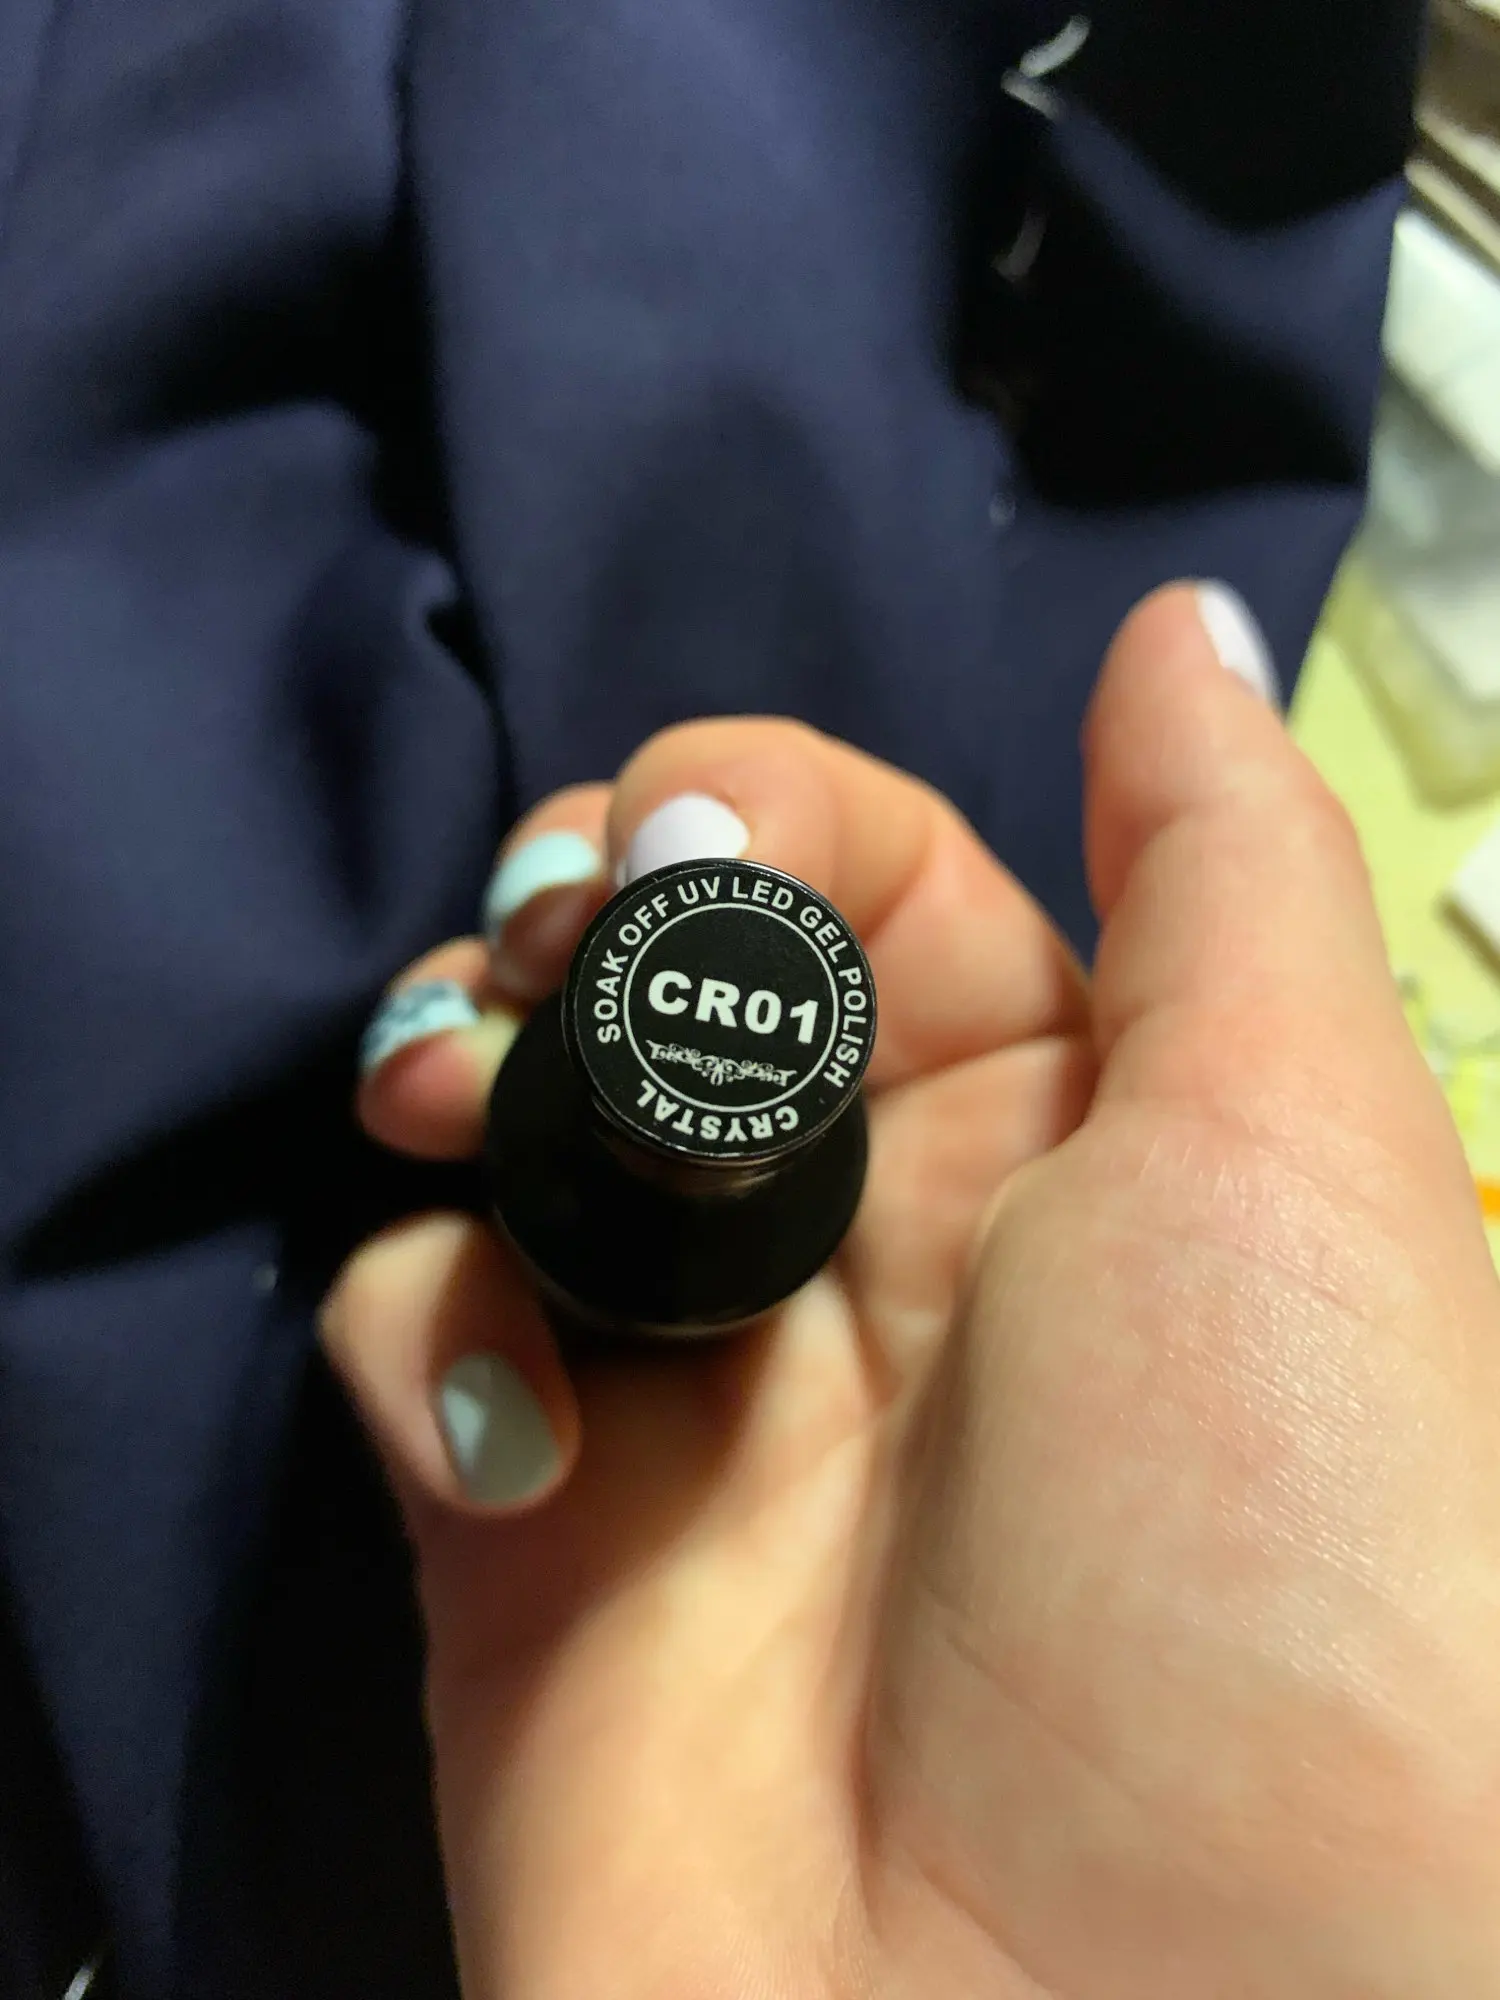 SOAK OFF UV LED GEL POLISH
CR01
CRYSTAL